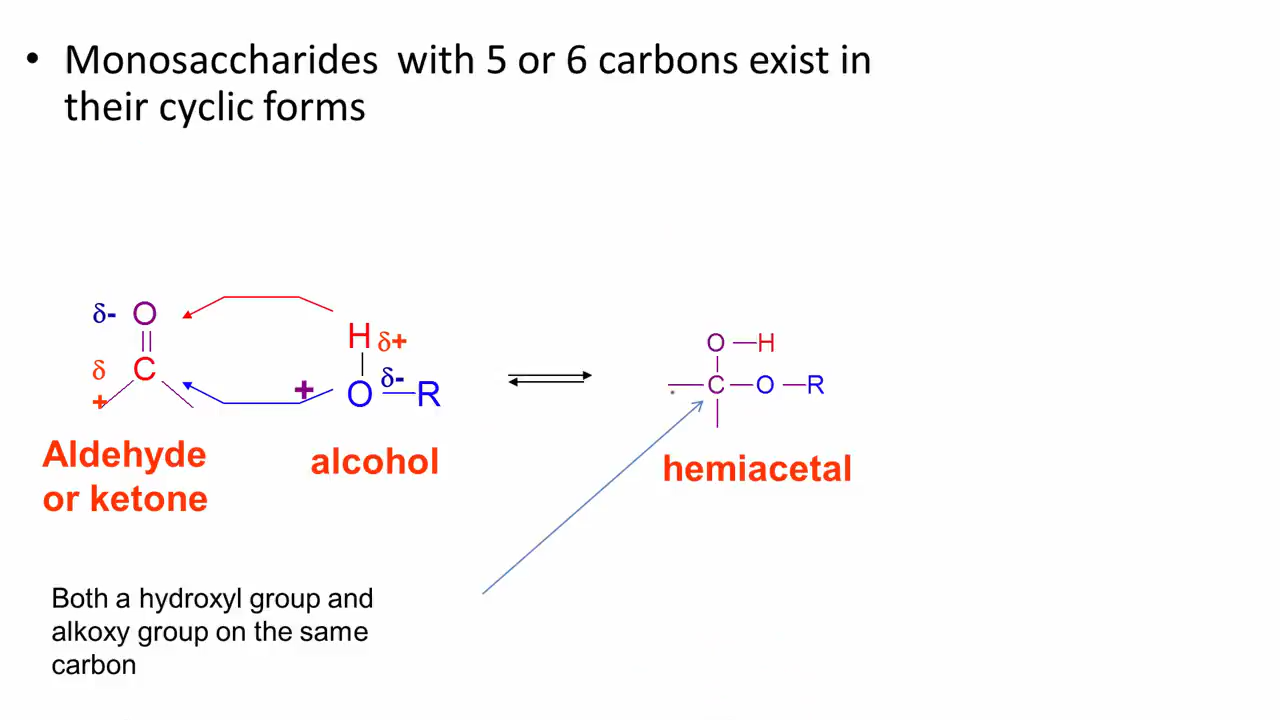 • Monosaccharides with 5 or 6 carbons exist in
their cyclic forms
δ- O
δ C
+
H δ+
+ O δ- R
O H
C O R
Aldehyde
or ketone
alcohol
hemiacetal
Both a hydroxyl group and
alkoxy group on the same
carbon